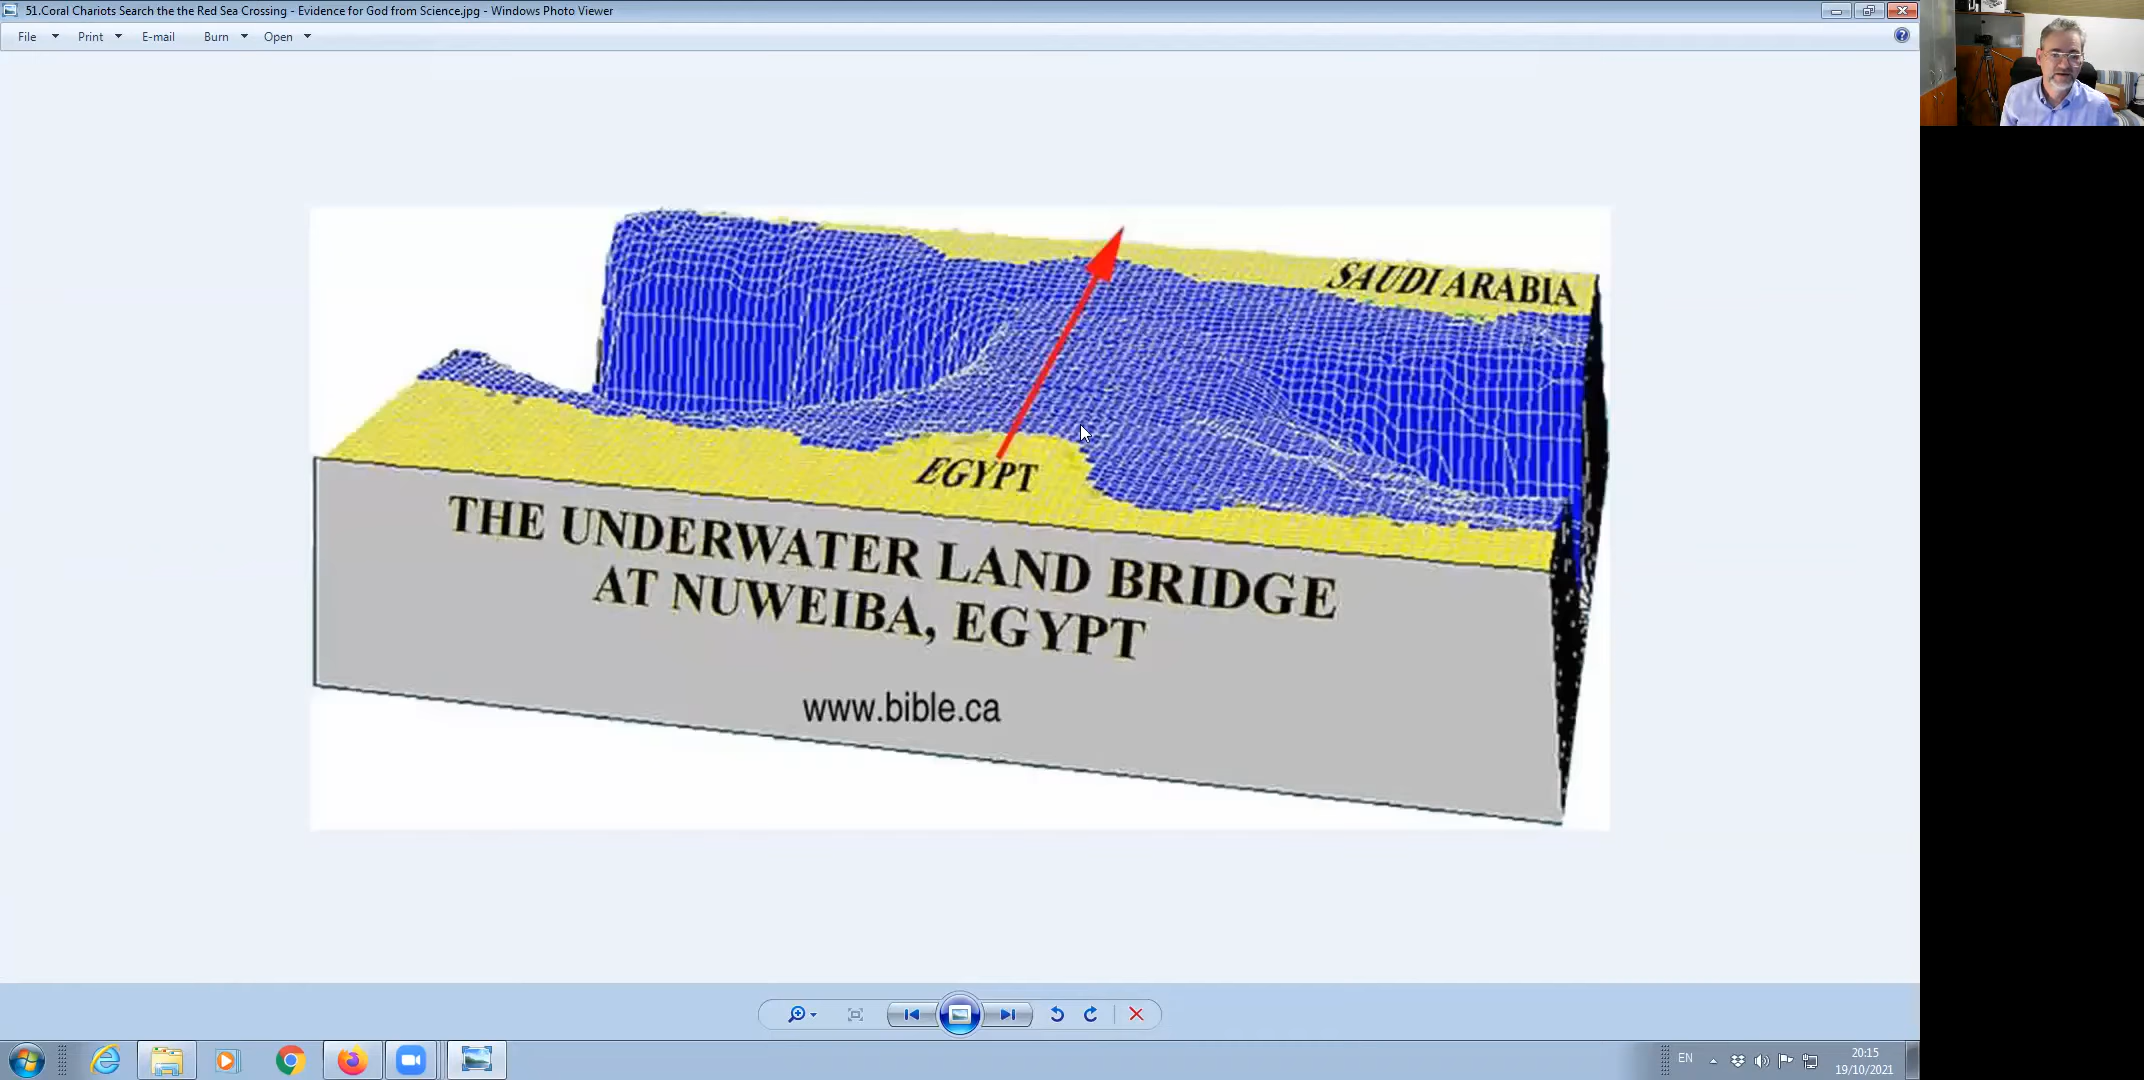 51.Coral Chariots Search the the Red Sea Crossing - Evidence for God from Science.jpg - Windows Photo Viewer
File Print E-mail Burn Open
SAUDI ARABIA
EGYPT
THE UNDERWATER LAND BRIDGE
AT NUWEIBA, EGYPT
www.bible.ca
EN
20:15
19/10/2021